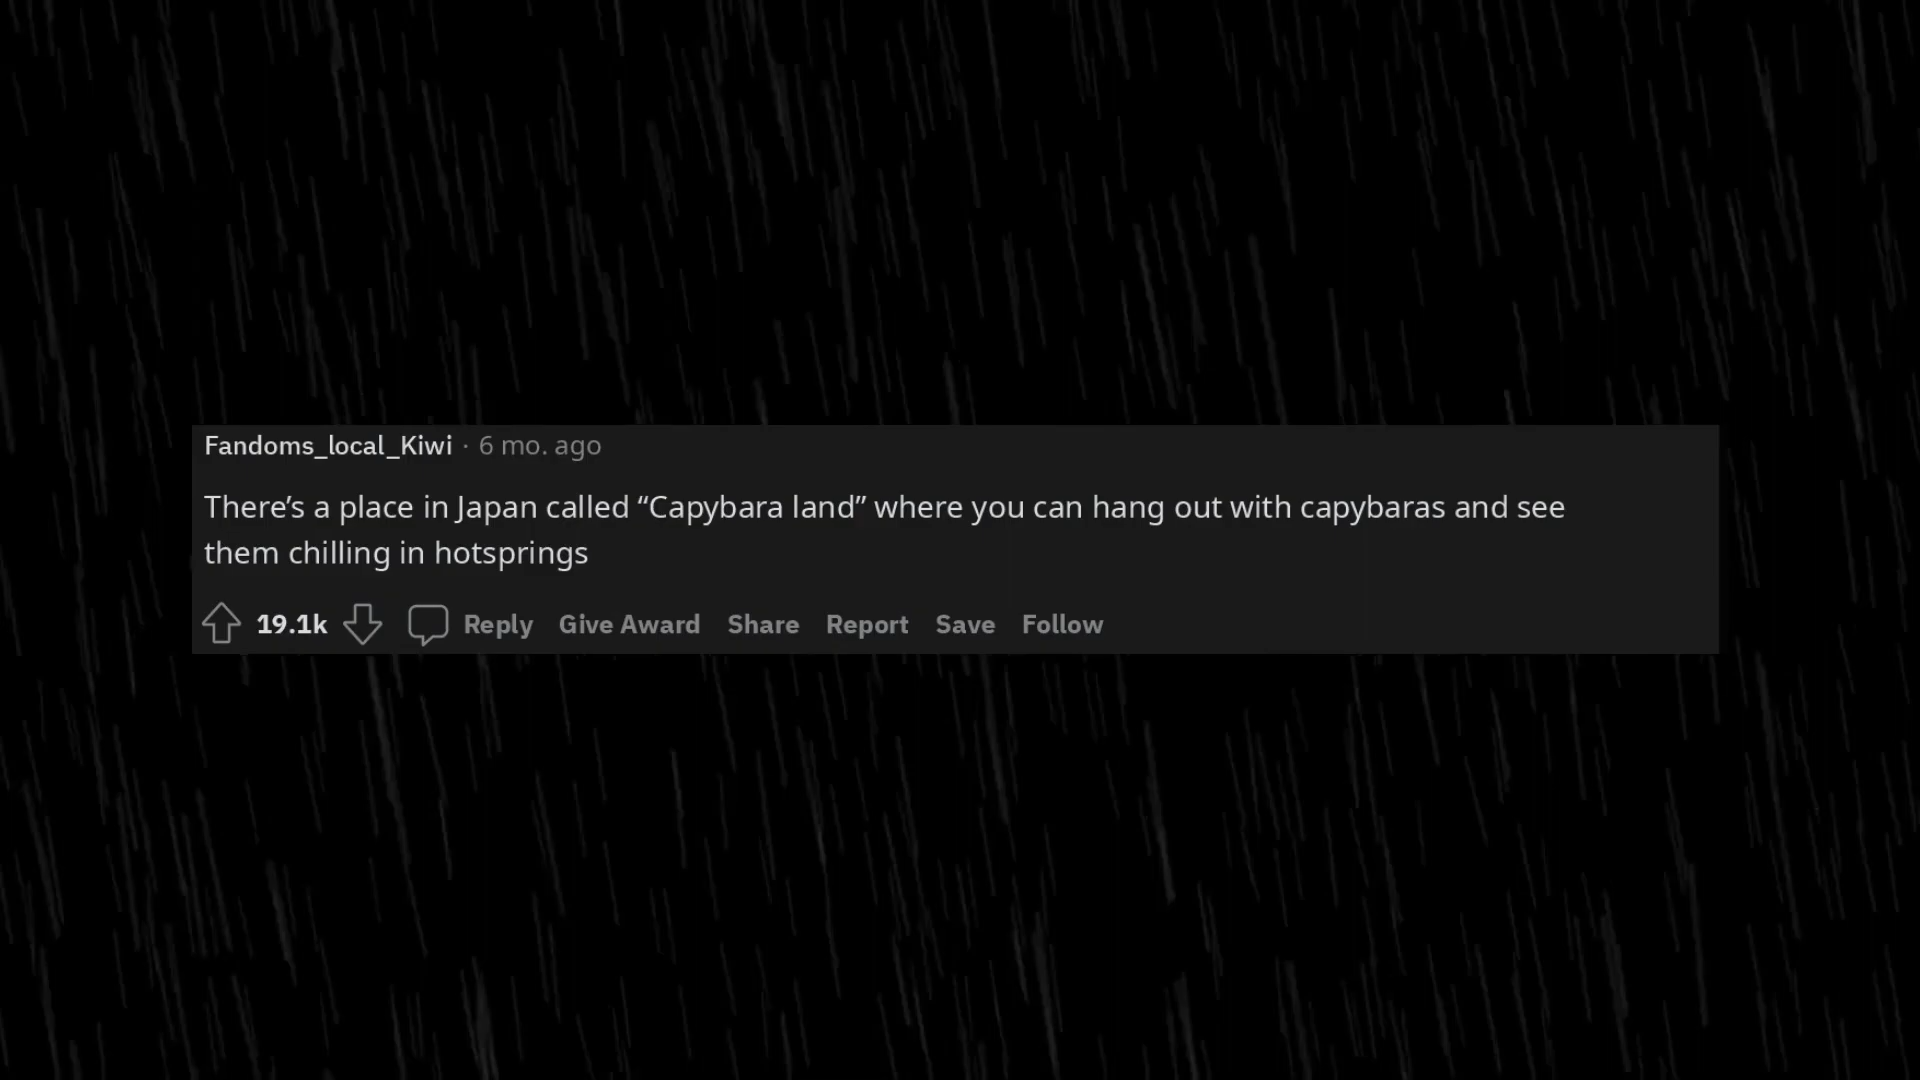 Fandoms_local_Kiwi · 6 mo. ago
There’s a place in Japan called “Capybara land” where you can hang out with capybaras and see
them chilling in hotsprings
19.1k Reply Give Award Share Report Save Follow